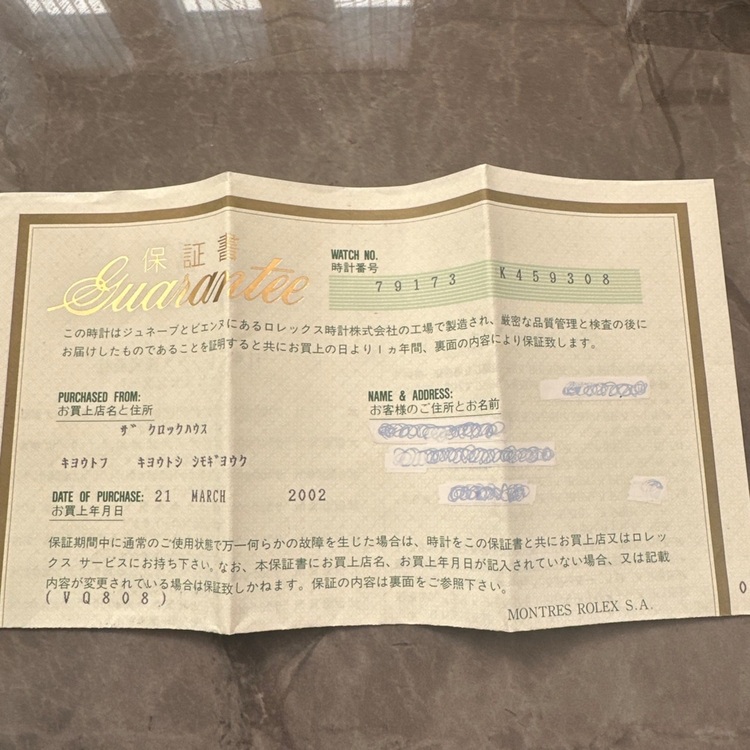 保証書
Guarantee
WATCH NO.
時計番号
79173 K459308
この時計はジュネーブとビエンヌにあるロレックス時計株式会社の工場で製造され、厳密な品質管理と検査の後に
お届けしたものであることを証明すると共にお買上の日より1ヵ年間、裏面の内容により保証致します。
PURCHASED FROM:
お買上店名と住所
ザ クロックハウス
キヨウトフ キヨウトシ シモギヨウク
NAME & ADDRESS:
お客様のご住所とお名前
DATE OF PURCHASE: 21 MARCH 2002
お買上年月日
保証期間中に通常のご使用状態で万一何らかの故障を生じた場合は、時計をこの保証書と共にお買上店又はロレッ
クス サービスにお持ち下さい。なお、本保証書にお買上店名、お買上年月日が記入されていない場合、又は記載
内容が変更されている場合は保証致しかねます。保証の内容は裏面をご参照下さい。
(VQ808)
MONTRES ROLEX S.A.